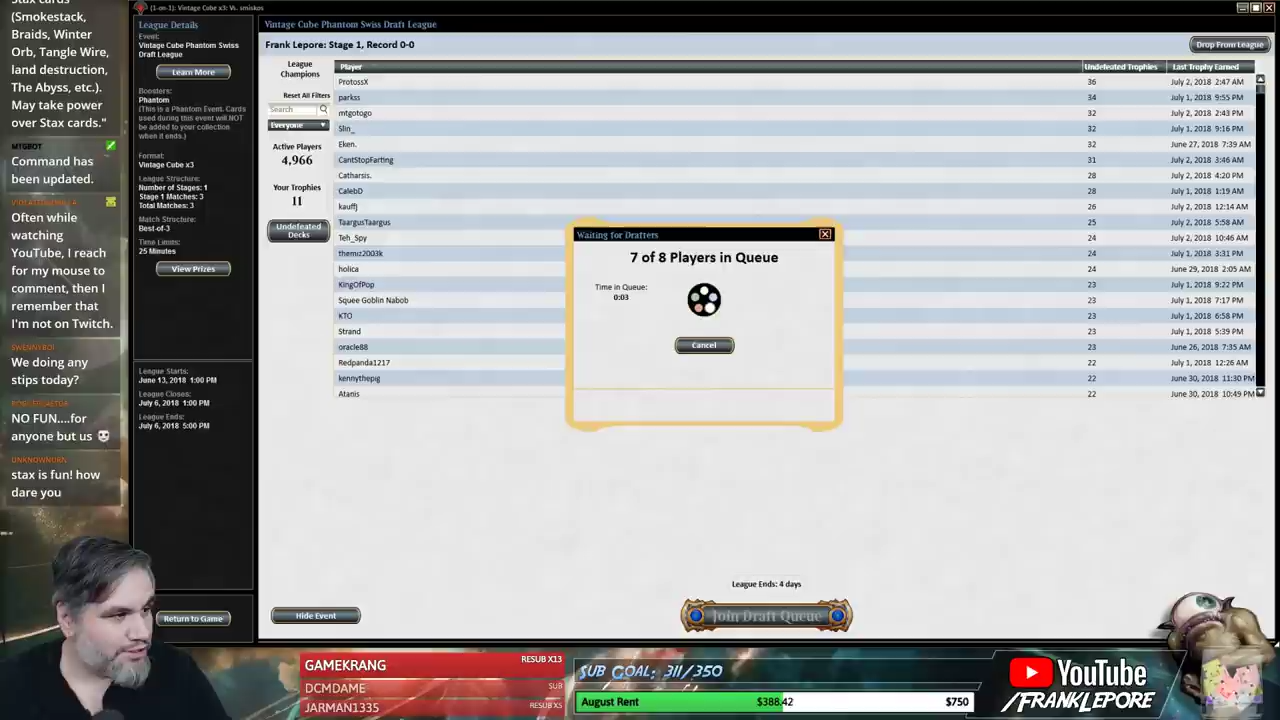 Stax cards
(Smokestack,
Braids, Winter
Orb, Tangle Wire,
land destruction,
The Abyss, etc.).
May take power
over Stax cards."
MTGBOT
Command has
been updated.
Often while
watching
YouTube, I rech
for my mouse to
comment, then I
remember that
I'm not on Twitch.
SWENNYBOI
We doing any
stips today?
NO FUN....for
anyone but us
UNKNOWNDAN
stax is fun! how
dare you
(1-on-1): Vintage Cube x3: Vs. smiskos
League Details
Event:
Vintage Cube Phantom Swiss
Draft League
Learn More
Boosters:
Phantom
(This is a Phantom Event. Cards
used during this event will NOT
be added to your collection
when it ends.)
Format:
Vintage Cube x3
League Structure:
Number of Stages: 1
Stage 1 Matches: 3
Total Matches: 3
Match Structure:
Best-of-3
Time Limits:
25 Minutes
View Prizes
League Starts:
June 13, 2018 1:00 PM
League Closes:
July 6, 2018 1:00 PM
League Ends:
July 6, 2018 5:00 PM
Return to Game
Vintage Cube Phantom Swiss Draft League
Frank Lepore: Stage 1, Record 0-0
Drop From League
League
Champions
Reset All Filters
Search
Everyone
Active Players
4,966
Your Trophies
11
Undefeated
Decks
Player Undefeated Trophies Last Trophy Earned
ProtossX 36 July 2, 2018 2:47 AM
parkss 34 July 1, 2018 9:55 PM
mtgotogo 32 July 2, 2018 2:43 PM
Slin_ 32 July 1, 2018 9:16 PM
Eken. 32 June 27, 2018 7:39 AM
CantStopFarting 31 July 2, 2018 3:46 AM
Catharsis. 28 July 2, 2018 4:20 PM
CalebD 28 July 1, 2018 1:19 AM
kauffj 26 July 2, 2018 12:14 AM
TaargusTaargus 25 July 2, 2018 5:58 AM
Teh_Spy 24 July 2, 2018 10:46 AM
themiz2003k 24 July 1, 2018 3:31 PM
holica 24 June 29, 2018 2:05 AM
KingOfPop 23 July 1, 2018 9:22 PM
Squee Goblin Nabob 23 July 1, 2018 7:17 PM
KTO 23 July 1, 2018 6:58 PM
Strand 23 July 1, 2018 5:39 PM
oracle88 23 June 26, 2018 7:35 AM
Redpanda1217 22 July 1, 2018 12:26 AM
kennythepig 22 June 30, 2018 11:30 PM
Atanis 22 June 30, 2018 10:49 PM
Waiting for Drafters
7 of 8 Players in Queue
Time in Queue:
0:03
Cancel
League Ends: 4 days
Hide Event
Join Draft Queue
GAMEKRANG RESUB X13
DCMDAME SUB
JARMAN1335 RESUB X5
SUB GOAL: 311/350
August Rent $388.42 $750
YouTube
/FRANKLEPORE